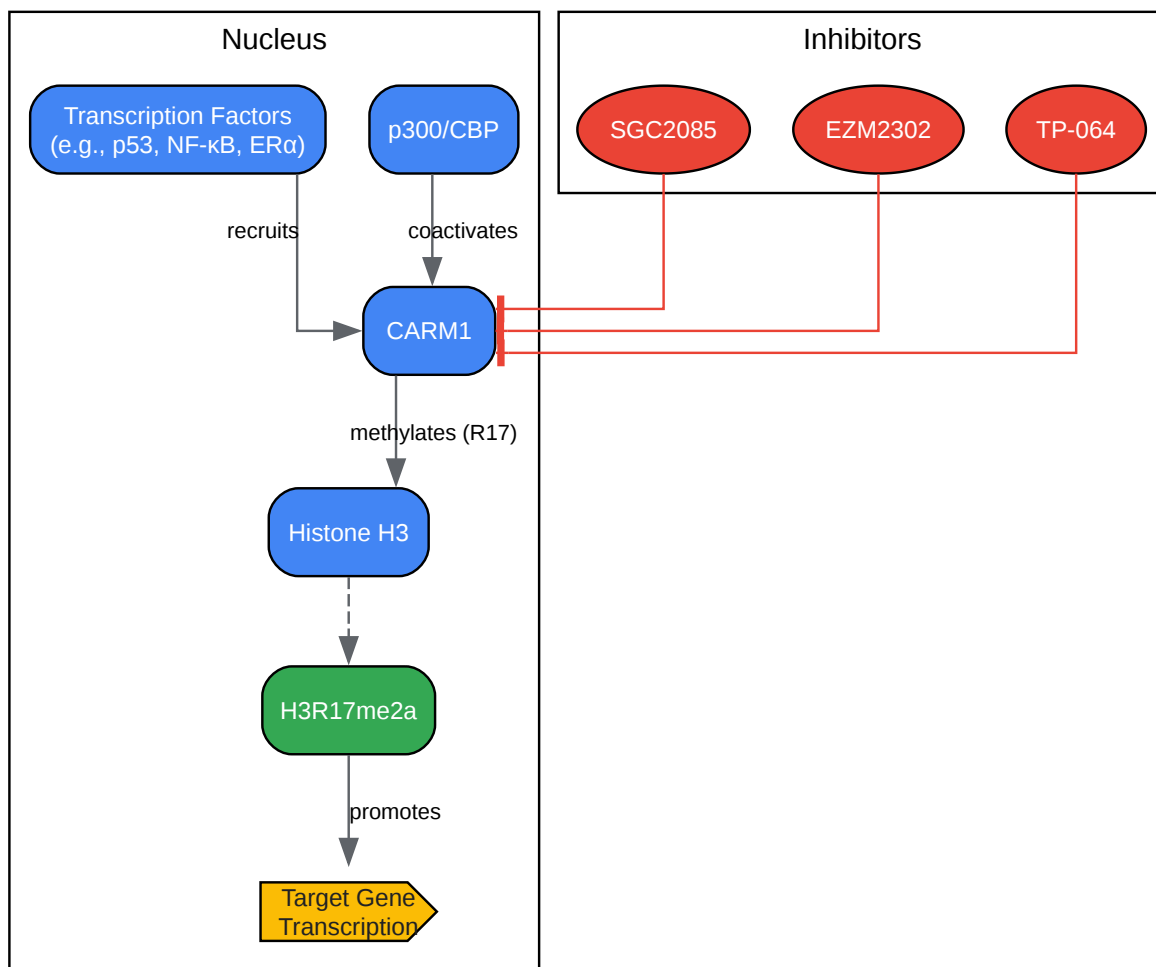 Nucleus
Inhibitors
Transcription Factors
(e.g., p53, NF-κB, ERα)
p300/CBP
SGC2085
EZM2302
TP-064
recruits
coactivates
CARM1
methylates (R17)
Histone H3
H3R17me2a
promotes
Target Gene
Transcription